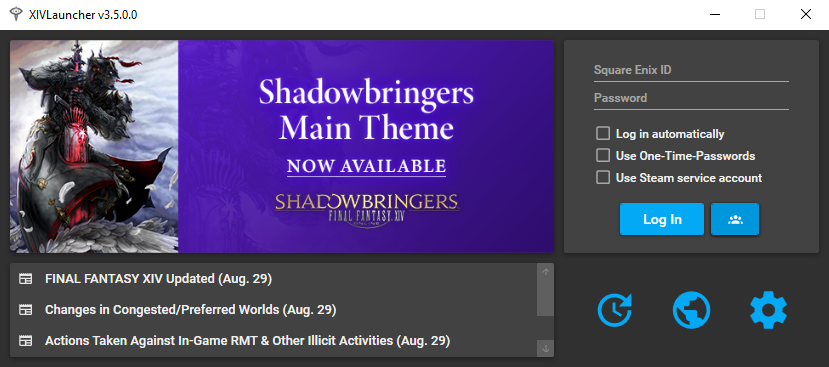 XIVLauncher v3.5.0.0
Shadowbringers
Main Theme
NOW AVAILABLE
SHADOWBRINGERS
FINAL FANTASY XIV
Square Enix ID
Password
Log in automatically
Use One-Time-Passwords
Use Steam service account
Log In
FINAL FANTASY XIV Updated (Aug. 29)
Changes in Congested/Preferred Worlds (Aug. 29)
Actions Taken Against In-Game RMT & Other Illicit Activities (Aug. 29)